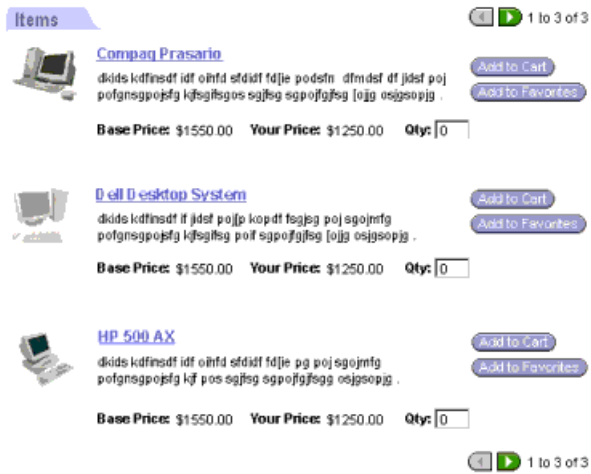 Items
1 to 3 of 3
Compaq Prasario
dkids kdfinsdf idf oihfd sfdidf fd[ie podsfn dfmdsf df jidsf poj
pofgnsgpojsfg kjfsgifsgos sgjfsg sgpojfgjfsg [ojjg osjgsopjg .
Add to Cart
Add to Favorites
Base Price: $1550.00 Your Price: $1250.00 Qty: 0
Dell Desktop System
dkids kdfinsdf if jidsf poj[p kopdf fsgjsg poj sgojmfg
pofgnsgpojsfg kjfsgifsg poif sgpojfgjfsg [ojjg osjgsopjg .
Add to Cart
Add to Favorites
Base Price: $1550.00 Your Price: $1250.00 Qty: 0
HP 500 AX
dkids kdfinsdf idf oihfd sfdidf fd[ie pg poj sgojmfg
pofgnsgpojsfg kjf pos sgjfsg sgpojfgjfsgg osjgsopjg .
Add to Cart
Add to Favorites
Base Price: $1550.00 Your Price: $1250.00 Qty: 0
1 to 3 of 3